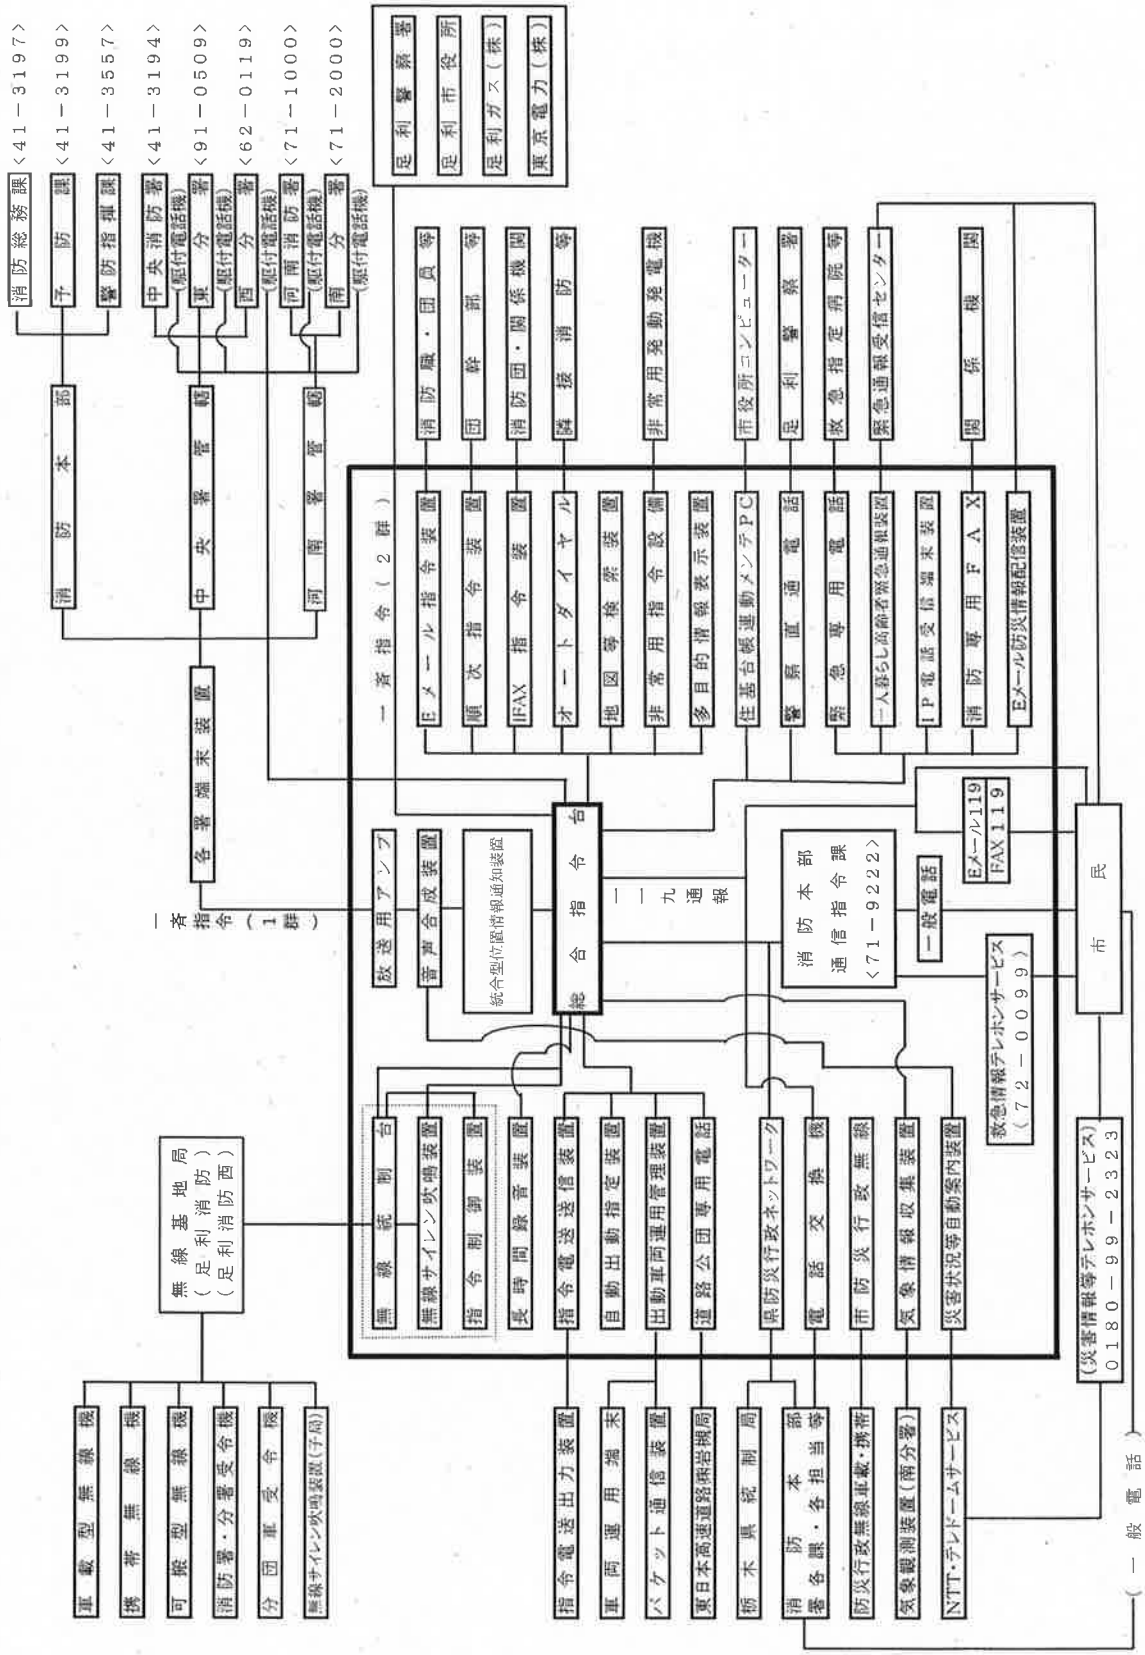 消防総務課 <41-3197>
予防課 <41-3199>
警防指揮課 <41-3557>
中央消防署 <41-3194>
(駆付電話機)
東分署 <91-0509>
(駆付電話機)
西分署 <62-0119>
(駆付電話機)
河南消防署 <71-1000>
(駆付電話機)
南分署 <71-2000>
(駆付電話機)
消防本部
中央署管轄
河南署管轄
各署端末装置
一斉指令(1群)
一斉指令(2群)
足利警察署
足利市役所
足利ガス(株)
東京電力(株)
無線基地局
(足利消防)
(足利消防西)
車載型無線機
携帯無線機
可搬型無線機
消防署・分署受令機
分団車受令機
無線サイレン吹鳴装置(子局)
放送用アンプ
音声合成装置
統合型位置情報通知装置
総合指令台
一一九通報
消防本部
通信指令課
<71-9222>
一般電話
Eメール119
FAX119
救急情報テレホンサービス
(72-0099)
市民
(災害情報等テレホンサービス)
0180-99-2323
(一般電話)
無線統制台
無線サイレン吹鳴装置
指令制御装置
長時間録音装置
指令電送送信装置
自動出動指定装置
出動車両運用管理装置
道路公団専用電話
県防災行政ネットワーク
電話交換機
市防災行政無線
気象情報収集装置
災害状況等自動案内装置
指令電送出力装置
車両運用端末
パケット通信装置
東日本高速道路㈱岩槻局
栃木県統制局
消防本部
署各課・各担当等
防災行政無線車載・携帯
気象観測装置(南分署)
NTT・テレドームサービス
Eメール指令装置
順次指令装置
IFAX指令装置
オートダイヤル
地図等検索装置
非常用指令設備
多目的情報表示装置
住基台帳連動メンテPC
警察直通電話
緊急専用電話
一人暮らし高齢者緊急通報装置
IP電話受信端末装置
消防専用FAX
Eメール防災情報配信装置
消防職・団員等
団幹部等
消防団・関係機関
隣接消防等
非常用発動発電機
市役所コンピューター
足利警察署
救急指定病院等
緊急通報受信センター
関係機関